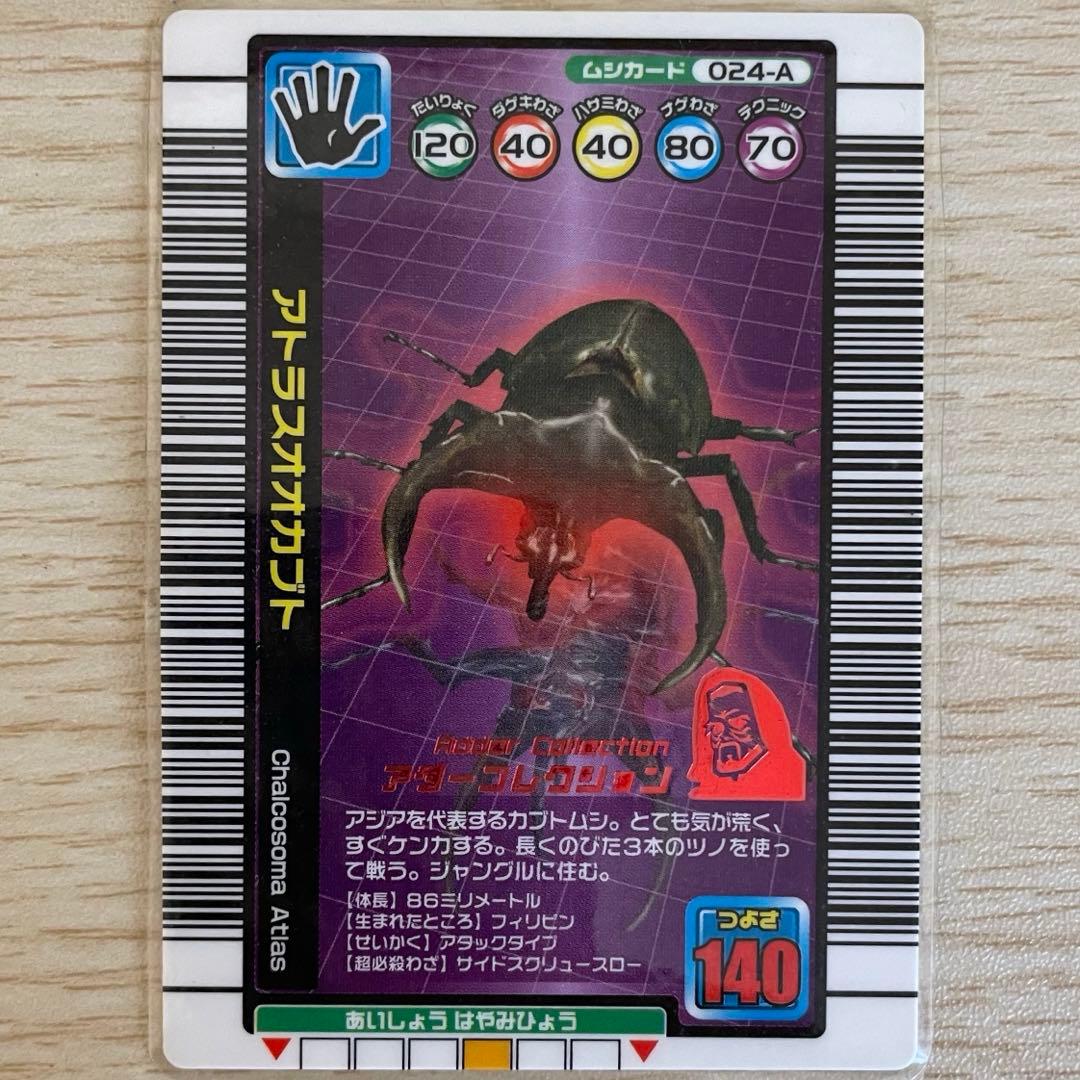 ムシカード 024-A
たいりょく ダゲキわざ ハサミわざ ナゲわざ テクニック
120 40 40 80 70
アトラスオオカブト
Chalcosoma Atlas
Adder Collection
アダーコレクション
アジアを代表するカブトムシ。とても気が荒く、
すぐケンカする。長くのびた3本のツノを使っ
て戦う。ジャングルに住む。
【体長】86ミリメートル
【生まれたところ】フィリピン
【せいかく】アタックタイプ
【超必殺わざ】サイドスクリュースロー
つよさ
140
あいしょう はやみひょう